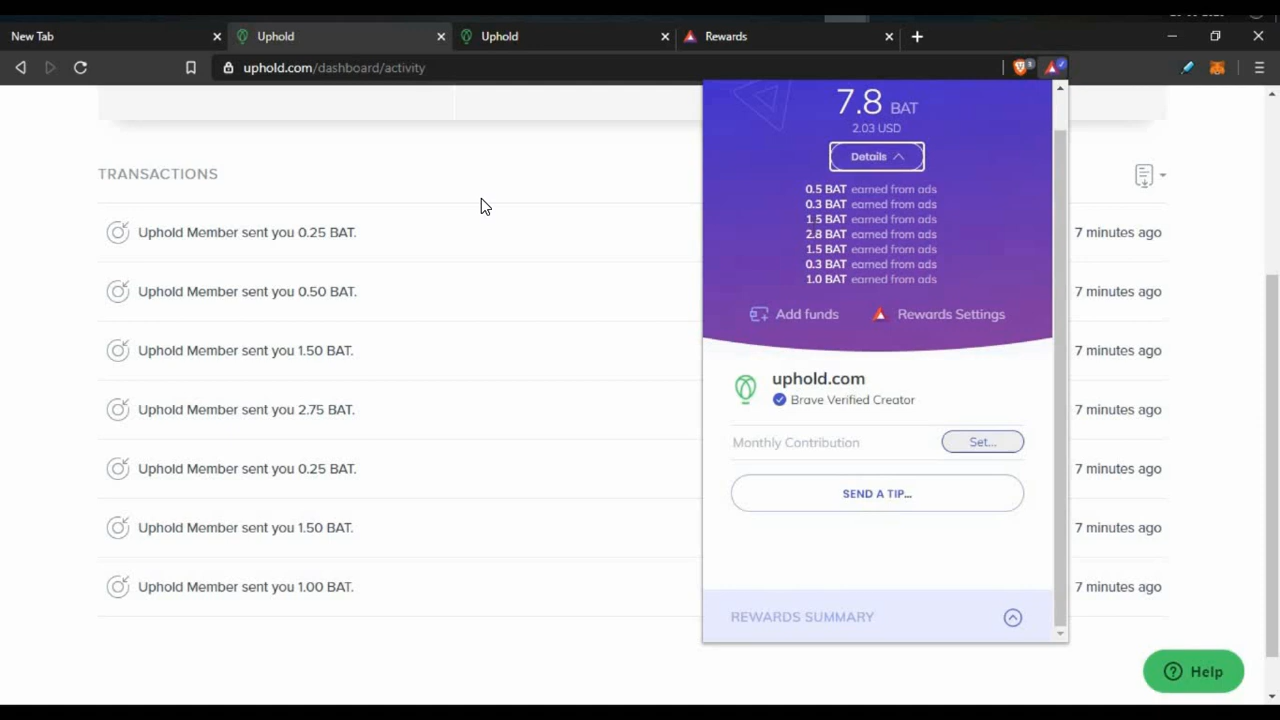 New Tab
Uphold
Uphold
Rewards
uphold.com/dashboard/activity
7.8 BAT
2.03 USD
Details
TRANSACTIONS
0.5 BAT earned from ads
0.3 BAT earned from ads
1.5 BAT earned from ads
2.8 BAT earned from ads
1.5 BAT earned from ads
0.3 BAT earned from ads
1.0 BAT earned from ads
Add funds
Rewards Settings
uphold.com
Brave Verified Creator
Monthly Contribution
Set...
SEND A TIP...
REWARDS SUMMARY
Uphold Member sent you 0.25 BAT.
7 minutes ago
Uphold Member sent you 0.50 BAT.
7 minutes ago
Uphold Member sent you 1.50 BAT.
7 minutes ago
Uphold Member sent you 2.75 BAT.
7 minutes ago
Uphold Member sent you 0.25 BAT.
7 minutes ago
Uphold Member sent you 1.50 BAT.
7 minutes ago
Uphold Member sent you 1.00 BAT.
7 minutes ago
Help